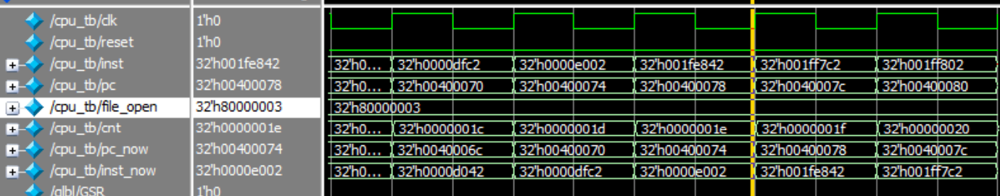 /cpu_tb/clk 1'h0
/cpu_tb/reset 1'h0
/cpu_tb/inst 32'h001fe842 32'h0... 32'h0000dfc2 32'h0000e002 32'h001fe842 32'h001ff7c2 32'h001ff802
/cpu_tb/pc 32'h00400078 32'h0... 32'h00400070 32'h00400074 32'h00400078 32'h0040007c 32'h00400080
/cpu_tb/file_open 32'h80000003 32'h80000003
/cpu_tb/cnt 32'h0000001e 32'h0... 32'h0000001c 32'h0000001d 32'h0000001e 32'h0000001f 32'h00000020
/cpu_tb/pc_now 32'h00400074 32'h0... 32'h0040006c 32'h00400070 32'h00400074 32'h00400078 32'h0040007c
/cpu_tb/inst_now 32'h0000e002 32'h0... 32'h0000d042 32'h0000dfc2 32'h0000e002 32'h001fe842 32'h001ff7c2
/glbl/GSR 1'h0